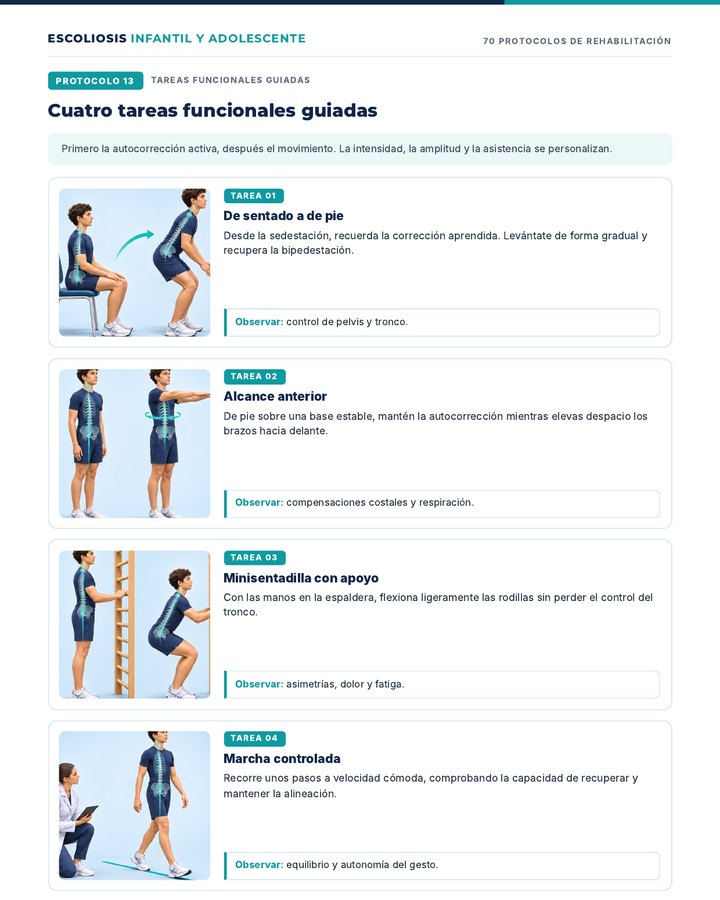 ESCOLIOSIS INFANTIL Y ADOLESCENTE
70 PROTOCOLOS DE REHABILITACIÓN
PROTOCOLO 13
TAREAS FUNCIONALES GUIADAS
Cuatro tareas funcionales guiadas
Primero la autocorrección activa, después el movimiento. La intensidad, la amplitud y la asistencia se personalizan.
TAREA 01
De sentado a de pie
Desde la sedestación, recuerda la corrección aprendida. Levántate de forma gradual y
recupera la bipedestación.
Observar: control de pelvis y tronco.
TAREA 02
Alcance anterior
De pie sobre una base estable, mantén la autocorrección mientras elevas despacio los
brazos hacia delante.
Observar: compensaciones costales y respiración.
TAREA 03
Minisentadilla con apoyo
Con las manos en la espaldera, flexiona ligeramente las rodillas sin perder el control del
tronco.
Observar: asimetrías, dolor y fatiga.
TAREA 04
Marcha controlada
Recorre unos pasos a velocidad cómoda, comprobando la capacidad de recuperar y
mantener la alineación.
Observar: equilibrio y autonomía del gesto.